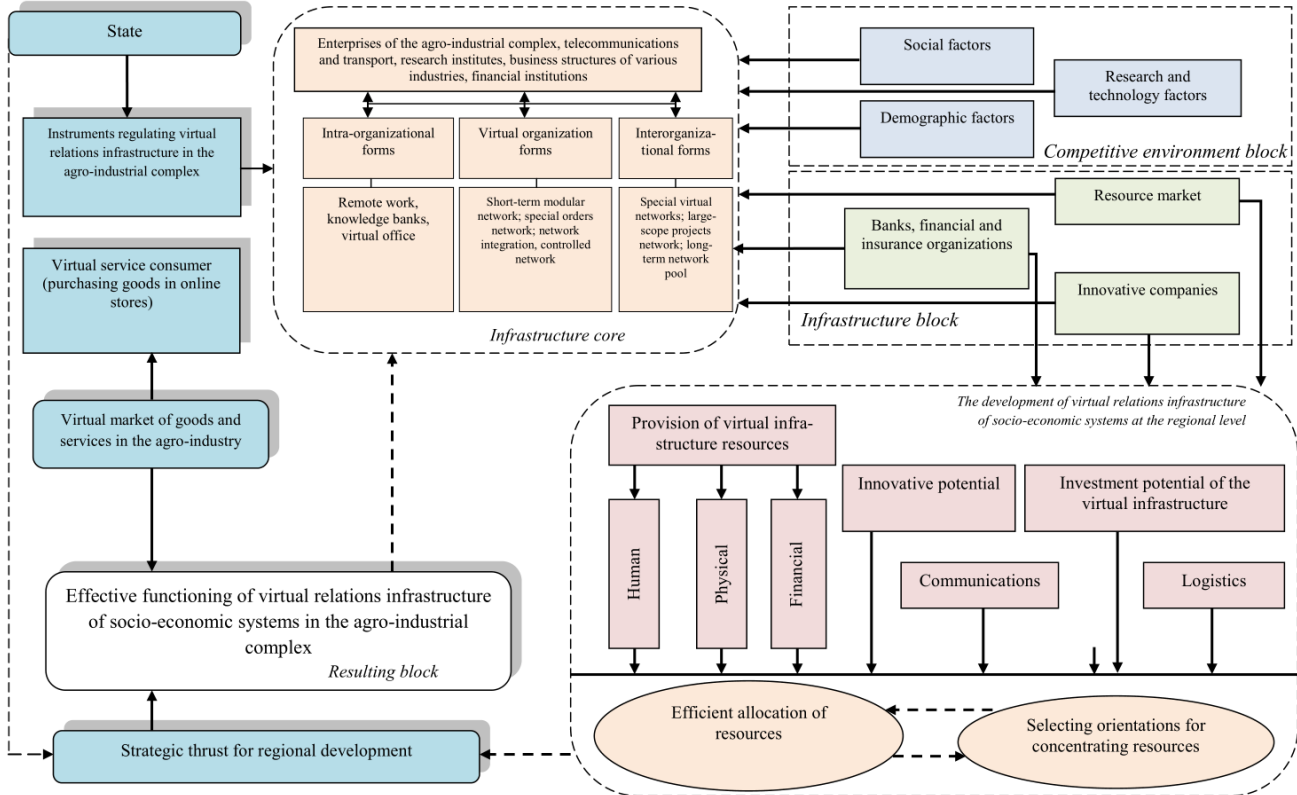 State
Instruments regulating virtual
relations infrastructure in the
agro-industrial complex
Virtual service consumer
(purchasing goods in online
stores)
Virtual market of goods and
services in the agro-industry
Effective functioning of virtual relations infrastructure
of socio-economic systems in the agro-industrial
complex
Resulting block
Strategic thrust for regional development
Enterprises of the agro-industrial complex, telecommunications
and transport, research institutes, business structures of various
industries, financial institutions
Intra-organizational
forms
Virtual organization
forms
Interorganiza-
tional forms
Remote work,
knowledge banks,
virtual office
Short-term modular
network; special orders
network; network
integration, controlled
network
Special virtual
networks; large-
scope projects
network; long-
term network
pool
Infrastructure core
Social factors
Research and
technology factors
Demographic factors
Competitive environment block
Resource market
Banks, financial and
insurance organizations
Innovative companies
Infrastructure block
The development of virtual relations infrastructure
of socio-economic systems at the regional level
Provision of virtual infra-
structure resources
Human
Physical
Financial
Innovative potential
Investment potential of the
virtual infrastructure
Communications
Logistics
Efficient allocation of
resources
Selecting orientations for
concentrating resources